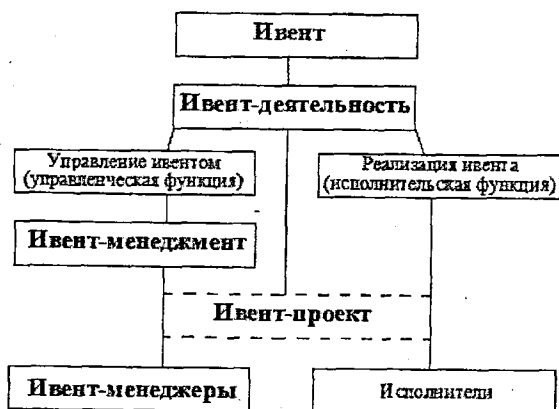 Ивент
Ивент-деятельность
Управление ивентом
(управленческая функция)
Реализация ивента
(исполнительская функция)
Ивент-менеджмент
Ивент-проект
Ивент-менеджеры
Исполнители